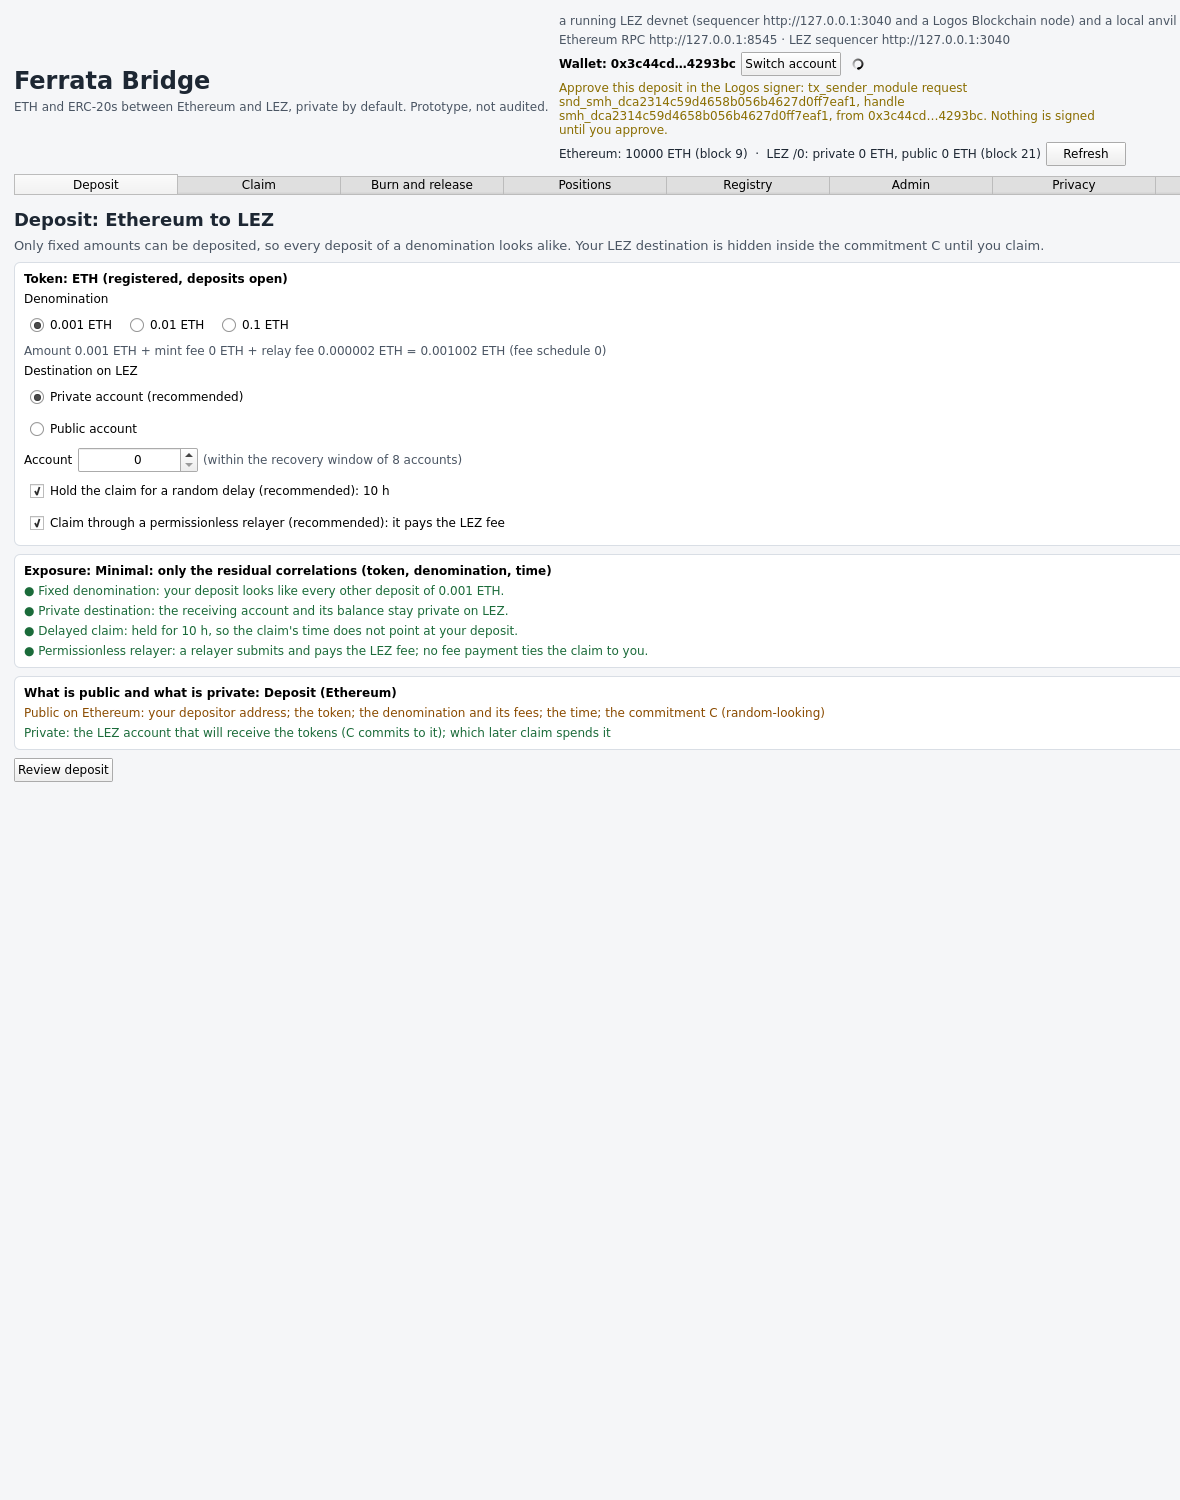 a running LEZ devnet (sequencer http://127.0.0.1:3040 and a Logos Blockchain node) and a local anvil
Ethereum RPC http://127.0.0.1:8545 · LEZ sequencer http://127.0.0.1:3040
Wallet: 0x3c44cd…4293bc Switch account
Ferrata Bridge
ETH and ERC-20s between Ethereum and LEZ, private by default. Prototype, not audited.
Approve this deposit in the Logos signer: tx_sender_module request
snd_smh_dca2314c59d4658b056b4627d0ff7eaf1, handle
smh_dca2314c59d4658b056b4627d0ff7eaf1, from 0x3c44cd…4293bc. Nothing is signed
until you approve.
Ethereum: 10000 ETH (block 9) · LEZ /0: private 0 ETH, public 0 ETH (block 21) Refresh
Deposit Claim Burn and release Positions Registry Admin Privacy
Deposit: Ethereum to LEZ
Only fixed amounts can be deposited, so every deposit of a denomination looks alike. Your LEZ destination is hidden inside the commitment C until you claim.
Token: ETH (registered, deposits open)
Denomination
0.001 ETH 0.01 ETH 0.1 ETH
Amount 0.001 ETH + mint fee 0 ETH + relay fee 0.000002 ETH = 0.001002 ETH (fee schedule 0)
Destination on LEZ
Private account (recommended)
Public account
Account 0 (within the recovery window of 8 accounts)
Hold the claim for a random delay (recommended): 10 h
Claim through a permissionless relayer (recommended): it pays the LEZ fee
Exposure: Minimal: only the residual correlations (token, denomination, time)
● Fixed denomination: your deposit looks like every other deposit of 0.001 ETH.
● Private destination: the receiving account and its balance stay private on LEZ.
● Delayed claim: held for 10 h, so the claim's time does not point at your deposit.
● Permissionless relayer: a relayer submits and pays the LEZ fee; no fee payment ties the claim to you.
What is public and what is private: Deposit (Ethereum)
Public on Ethereum: your depositor address; the token; the denomination and its fees; the time; the commitment C (random-looking)
Private: the LEZ account that will receive the tokens (C commits to it); which later claim spends it
Review deposit